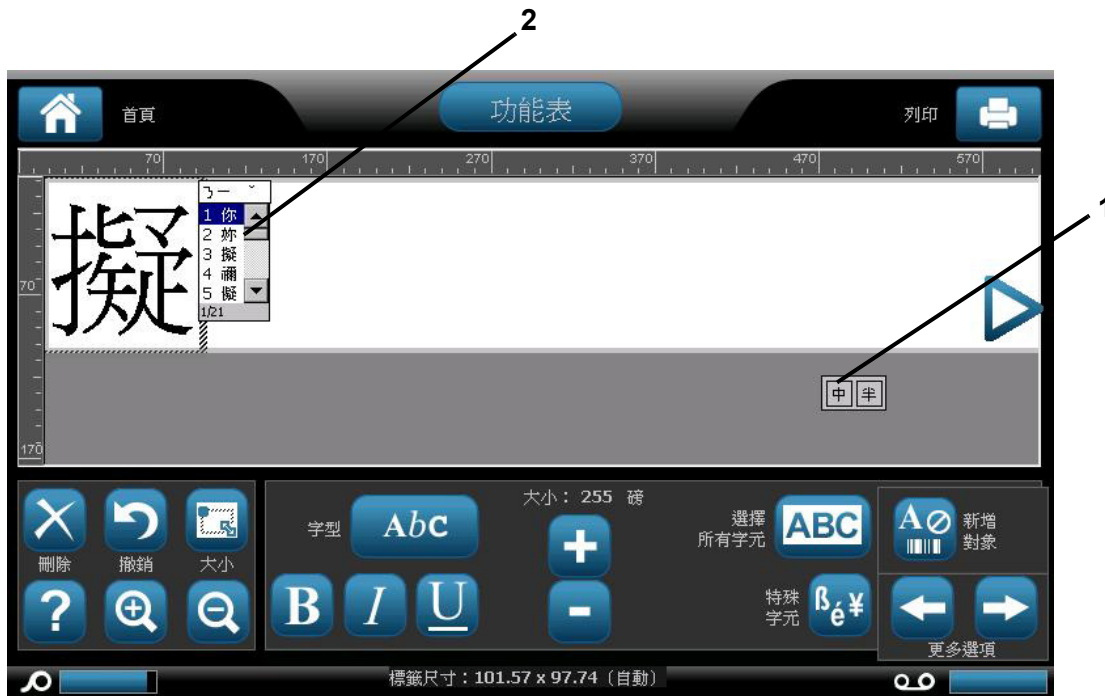 2
1
首頁
功能表
列印
70 170 270 370 470 570
擬
ㄋㄧ ˇ
1 你
2 妳
3 擬
4 禰
5 儗
1/21
70
170
中 半
刪除
撤銷
大小
?
字型
AbC
B I U
大小：255 磅
+
-
選擇
所有字元
ABC
特殊
字元
ßé¥
A
新增
對象
更多選項
標籤尺寸：101.57 x 97.74（自動）